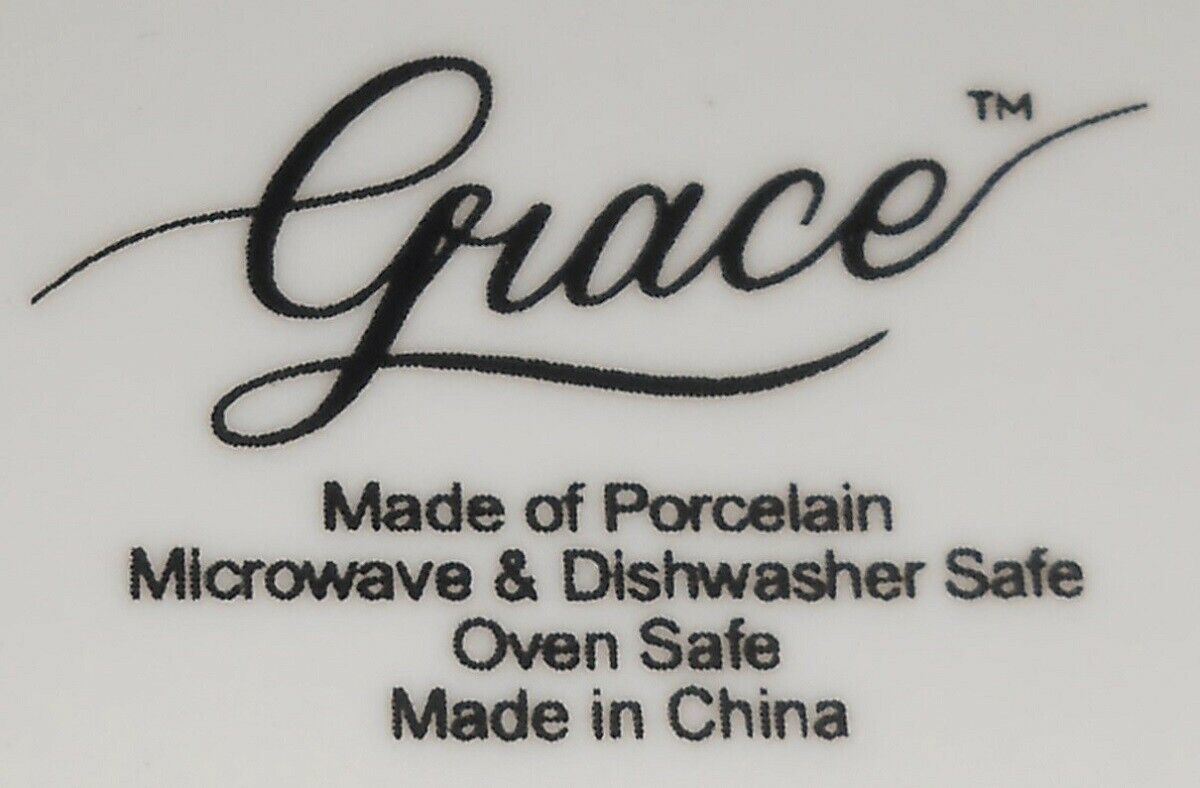 Grace™
Made of Porcelain
Microwave & Dishwasher Safe
Oven Safe
Made in China